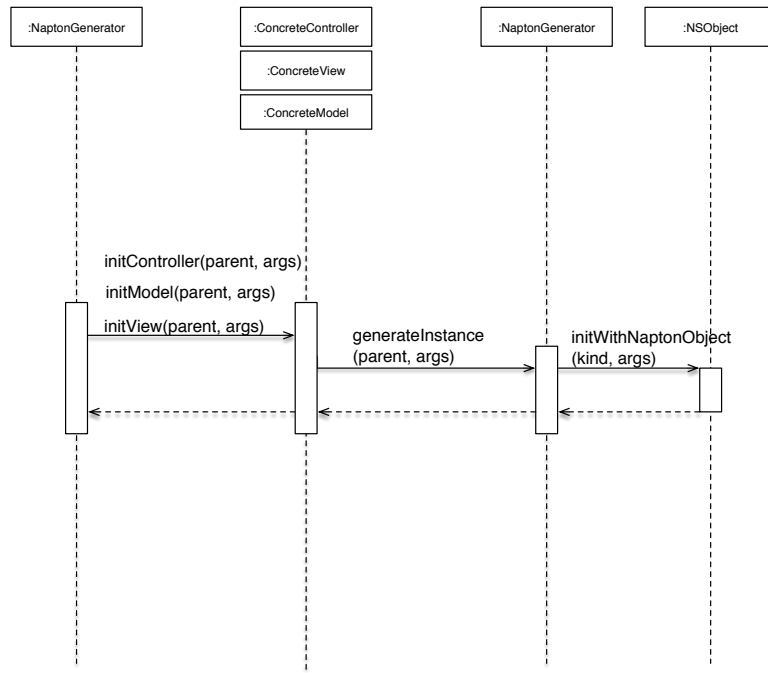 :NaptonGenerator
:ConcreteController
:NaptonGenerator
:NSObject
:ConcreteView
:ConcreteModel
initController(parent, args)
initModel(parent, args)
initView(parent, args)
generateInstance
(parent, args)
initWithNaptonObject
(kind, args)